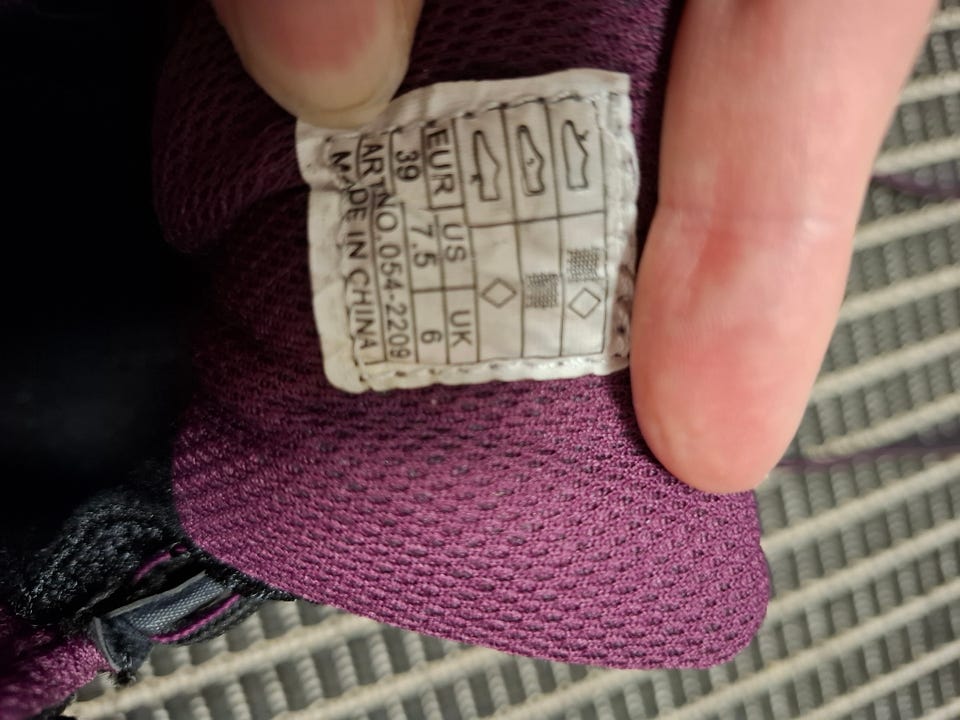 EUR US UK
39 7.5 6
ART NO.054-2209
MADE IN CHINA